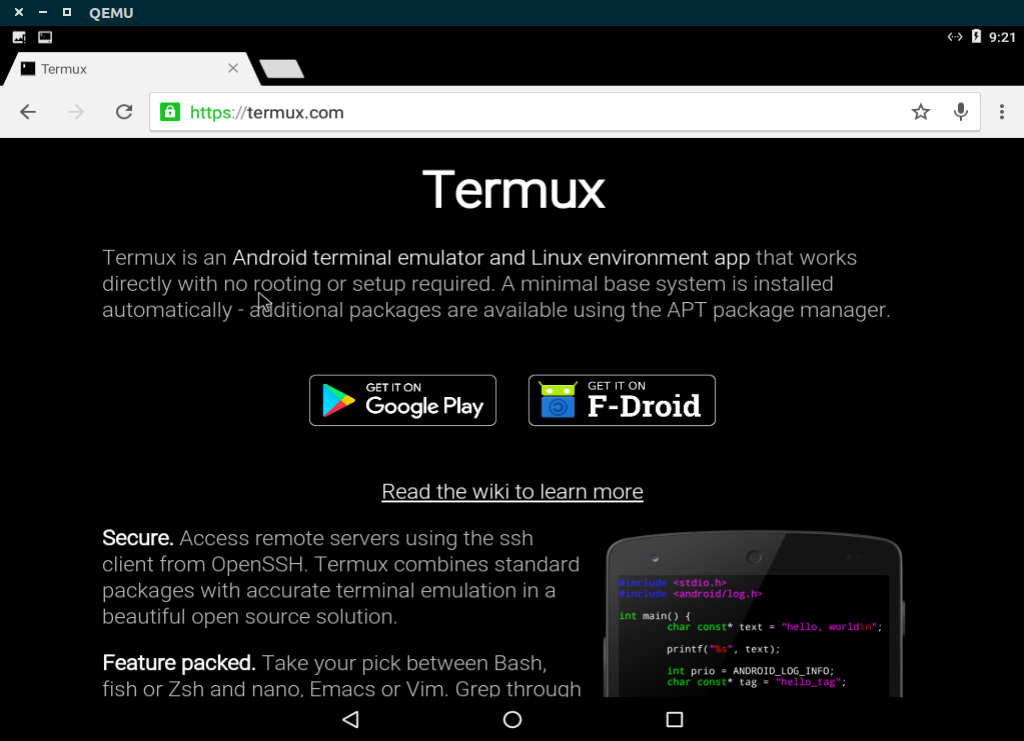 QEMU
9:21
Termux
https://termux.com
Termux
Termux is an Android terminal emulator and Linux environment app that works
directly with no rooting or setup required. A minimal base system is installed
automatically - additional packages are available using the APT package manager.
GET IT ON
Google Play
GET IT ON
F-Droid
Read the wiki to learn more
Secure. Access remote servers using the ssh
client from OpenSSH. Termux combines standard
packages with accurate terminal emulation in a
beautiful open source solution.
Feature packed. Take your pick between Bash,
fish or Zsh and nano, Emacs or Vim. Grep through
#include <stdio.h>
#include <android/log.h>
int main() {
char const* text = "hello, world\n";
printf("%s", text);
int prio = ANDROID_LOG_INFO;
char const* tag = "hello_tag";